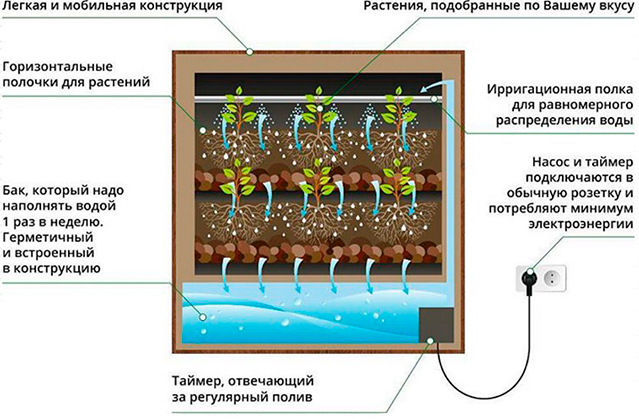 Легкая и мобильная конструкция
Растения, подобранные по Вашему вкусу
Горизонтальные
полочки для растений
Ирригационная полка
для равномерного
распределения воды
Бак, который надо
наполнять водой
1 раз в неделю.
Герметичный
и встроенный
в конструкцию
Насос и таймер
подключаются в
обычную розетку и
потребляют минимум
электроэнергии
Таймер, отвечающий
за регулярный полив